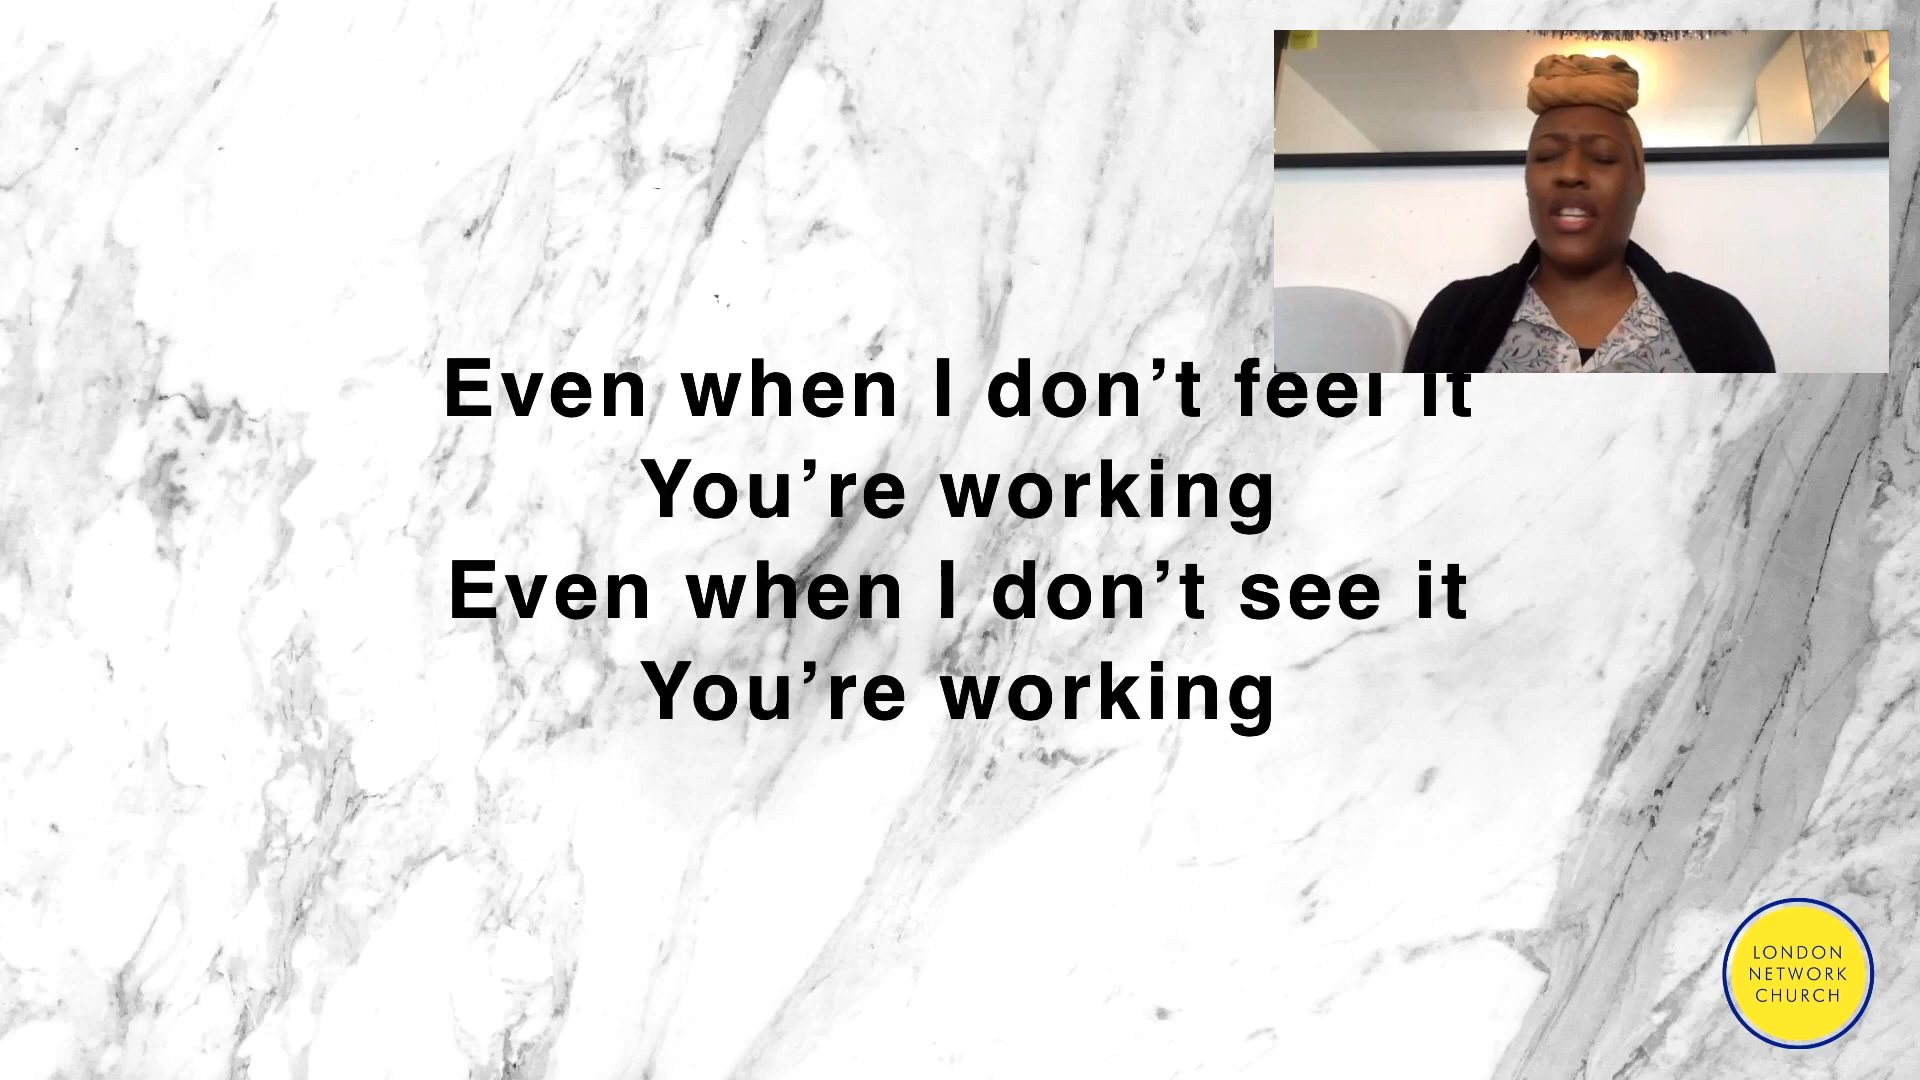 Even when I don’t feel it
You’re working
Even when I don’t see it
You’re working
LONDON
NETWORK
CHURCH